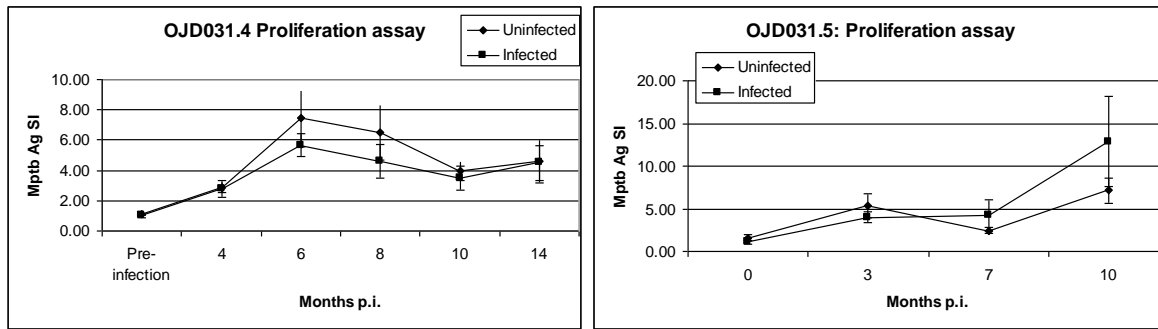 OJD031.4 Proliferation assay
Uninfected
Infected
10.00
8.00
6.00
4.00
2.00
0.00
Mptb Ag SI
Pre-
infection
4
6
8
10
14
Months p.i.
OJD031.5: Proliferation assay
Uninfected
Infected
20.00
15.00
10.00
5.00
0.00
Mptb Ag SI
0
3
7
10
Months p.i.